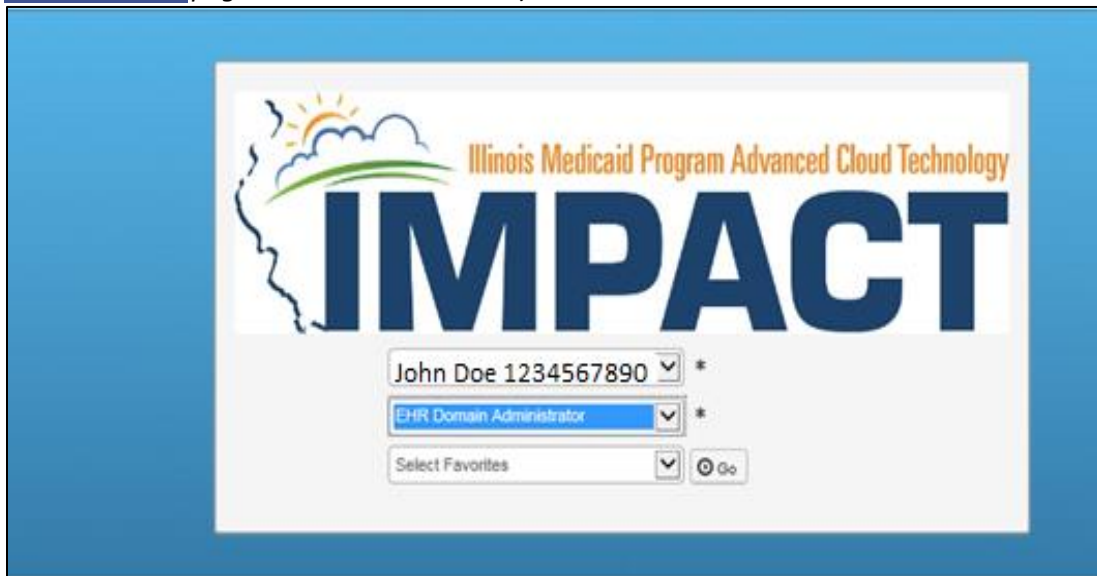 Illinois Medicaid Program Advanced Cloud Technology
IMPACT
John Doe 1234567890 *
EHR Domain Administrator *
Select Favorites Go